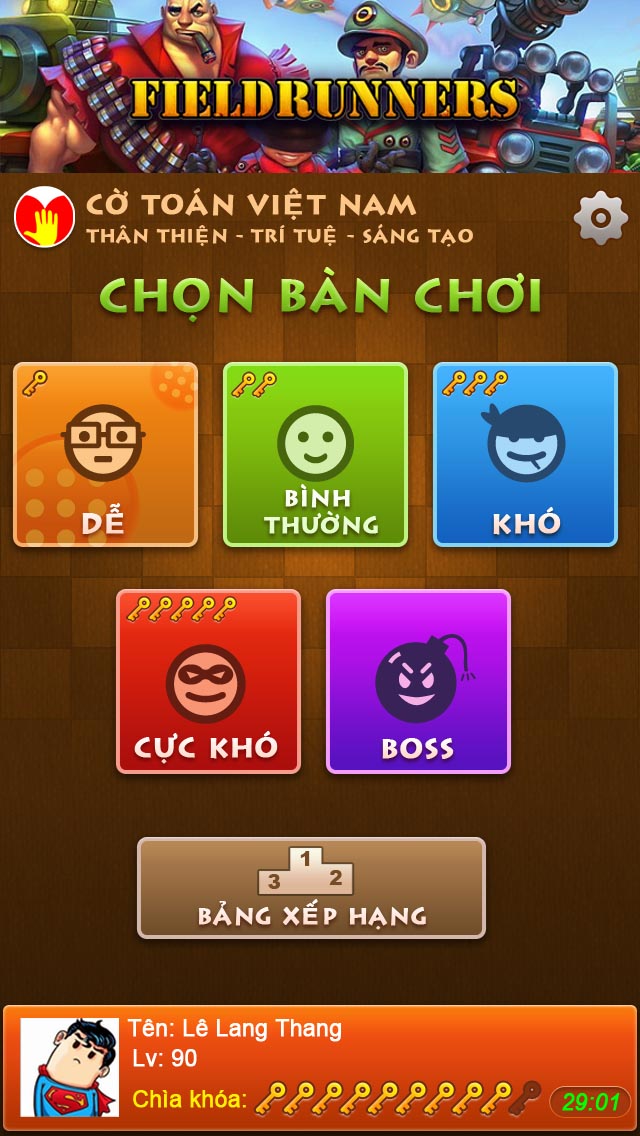 FIELDRUNNERS
CỜ TOÁN VIỆT NAM
THÂN THIỆN - TRÍ TUỆ - SÁNG TẠO
CHỌN BÀN CHƠI
DỄ
BÌNH
THƯỜNG
KHÓ
CỰC KHÓ
BOSS
1
3 2
BẢNG XẾP HẠNG
Tên: Lê Lang Thang
Lv: 90
Chìa khóa:
29:01